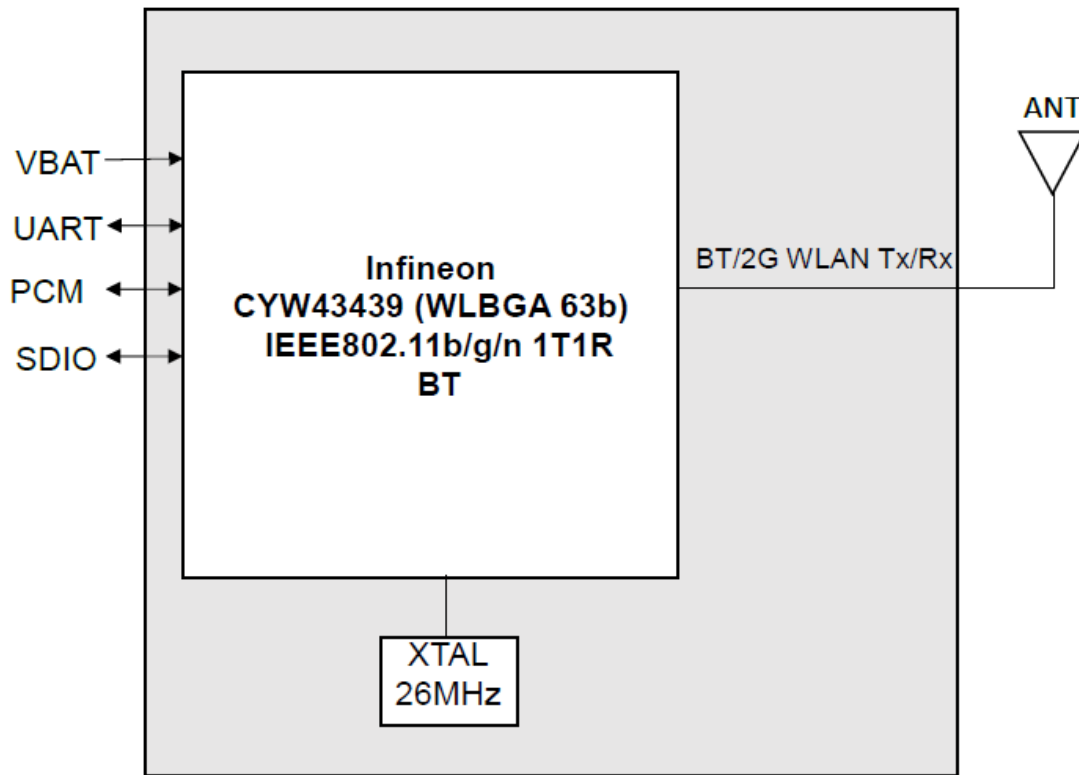 ANT
VBAT
UART
PCM
SDIO
Infineon
CYW43439 (WLBGA 63b)
IEEE802.11b/g/n 1T1R
BT
BT/2G WLAN Tx/Rx
XTAL
26MHz